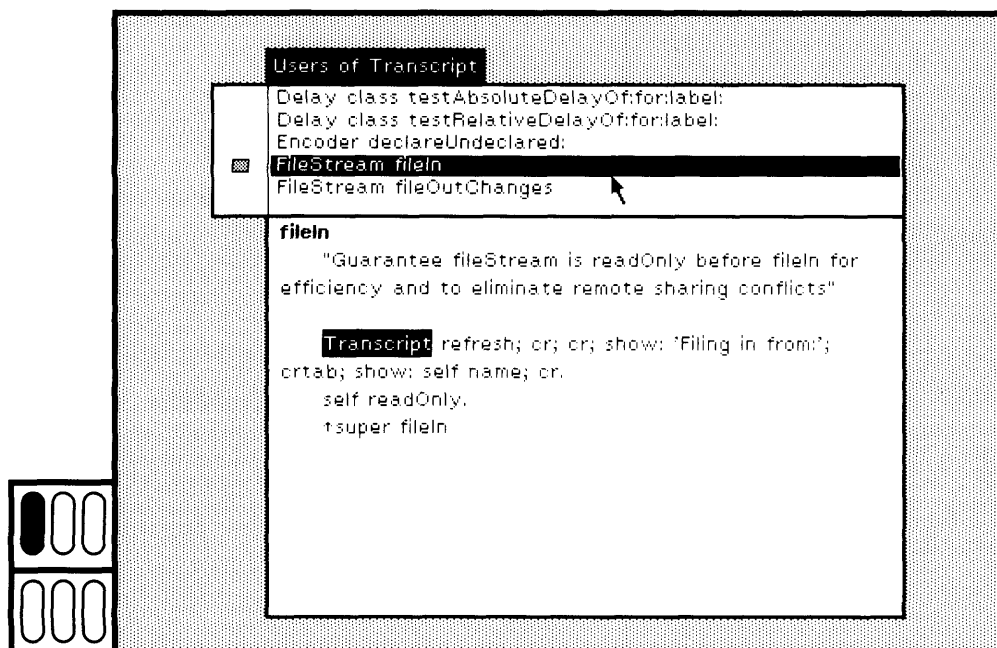 Users of Transcript
Delay class testAbsoluteDelayOf:for:label:
Delay class testRelativeDelayOf:for:label:
Encoder declareUndeclared:
FileStream fileIn
FileStream fileOutChanges
fileIn
"Guarantee fileStream is readOnly before fileIn for
efficiency and to eliminate remote sharing conflicts"
Transcript refresh; cr; cr; show: 'Filing in from:';
crtab; show: self name; cr.
self readOnly.
↑super fileIn